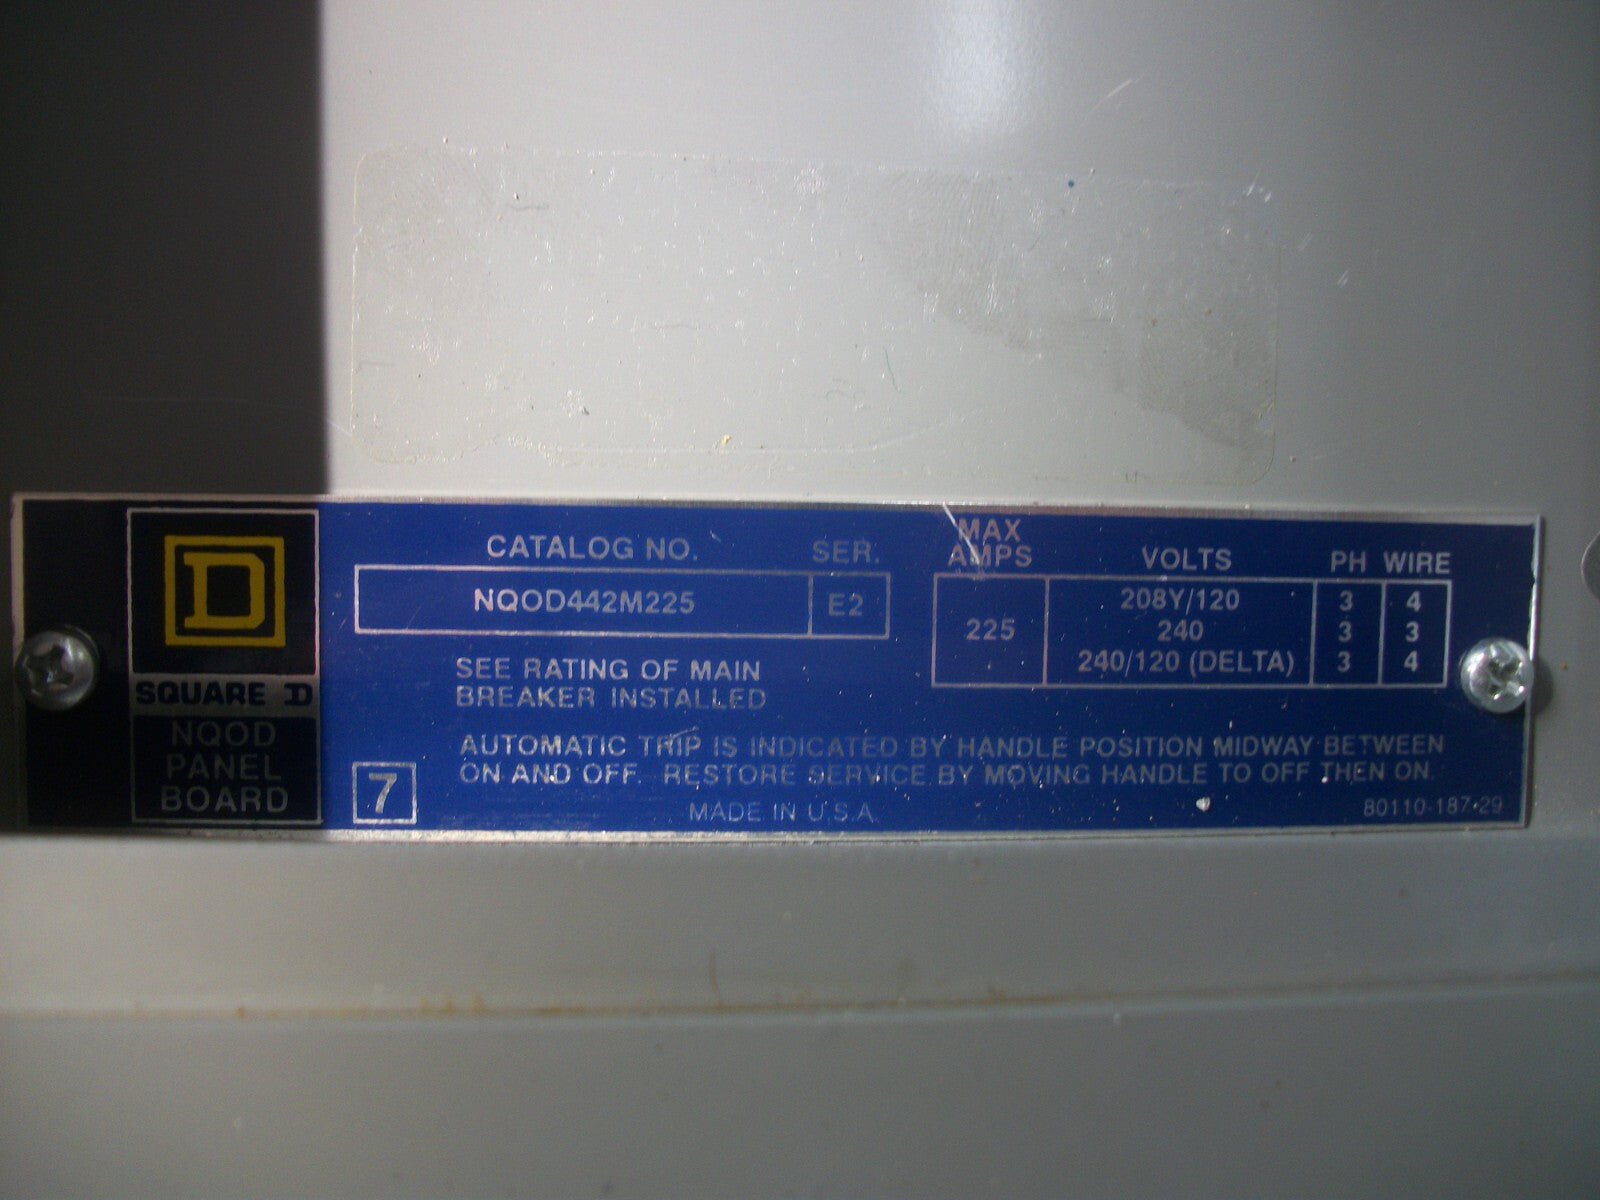 D
SQUARE D
NQOD
PANEL
BOARD
CATALOG NO. SER.
NQOD442M225 E2
SEE RATING OF MAIN
BREAKER INSTALLED
MAX
AMPS VOLTS PH WIRE
208Y/120 3 4
225 240 3 3
240/120 (DELTA) 3 4
AUTOMATIC TRIP IS INDICATED BY HANDLE POSITION MIDWAY BETWEEN
ON AND OFF. RESTORE SERVICE BY MOVING HANDLE TO OFF THEN ON.
7
MADE IN U.S.A.
80110-187-29